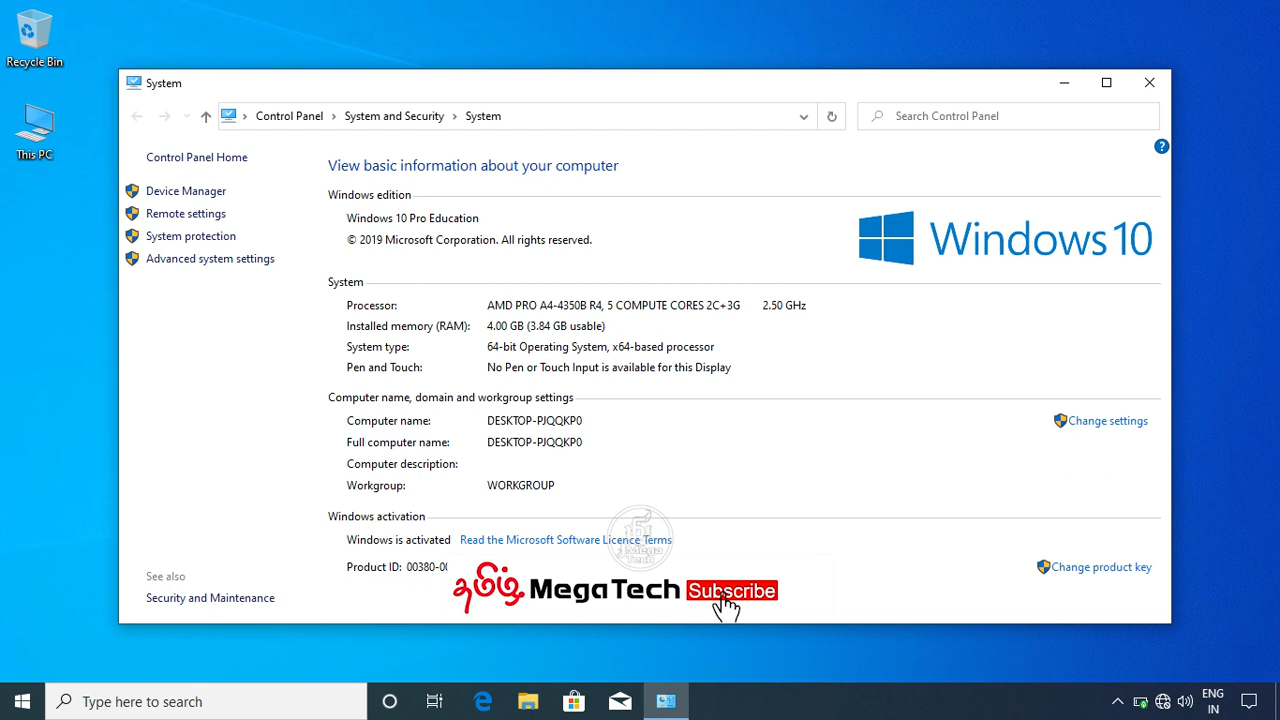 Recycle Bin
This PC
System
Control Panel > System and Security > System
Search Control Panel
Control Panel Home
Device Manager
Remote settings
System protection
Advanced system settings
See also
Security and Maintenance
View basic information about your computer
Windows edition
Windows 10 Pro Education
© 2019 Microsoft Corporation. All rights reserved.
Windows 10
System
Processor: AMD PRO A4-4350B R4, 5 COMPUTE CORES 2C+3G 2.50 GHz
Installed memory (RAM): 4.00 GB (3.84 GB usable)
System type: 64-bit Operating System, x64-based processor
Pen and Touch: No Pen or Touch Input is available for this Display
Computer name, domain and workgroup settings
Computer name: DESKTOP-PJQQKP0
Change settings
Full computer name: DESKTOP-PJQQKP0
Computer description:
Workgroup: WORKGROUP
Windows activation
Windows is activated Read the Microsoft Software Licence Terms
Product ID: 00380-00
Change product key
Mega
Tech
தமிழ் MegaTech Subscribe
Type here to search
ENG
IN